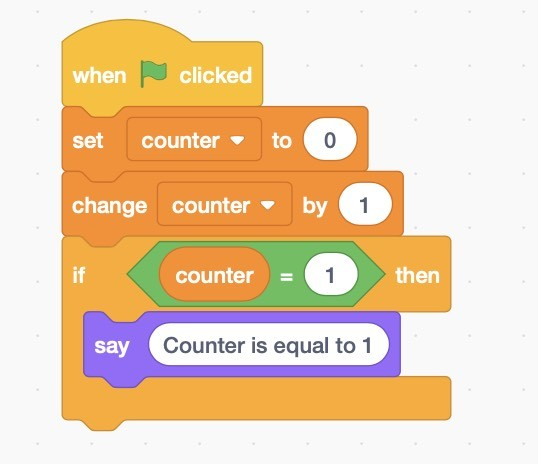 when clicked
set counter to 0
change counter by 1
if counter = 1 then
say Counter is equal to 1